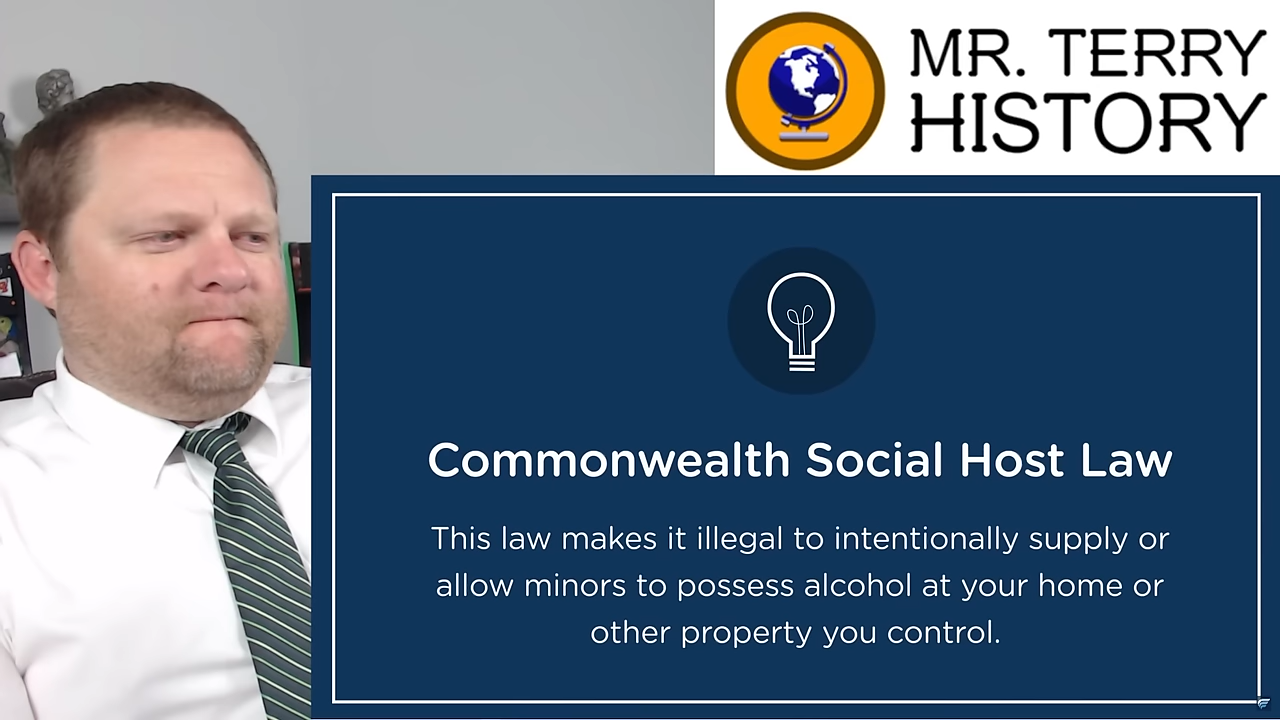 MR. TERRY
HISTORY
Commonwealth Social Host Law
This law makes it illegal to intentionally supply or
allow minors to possess alcohol at your home or
other property you control.